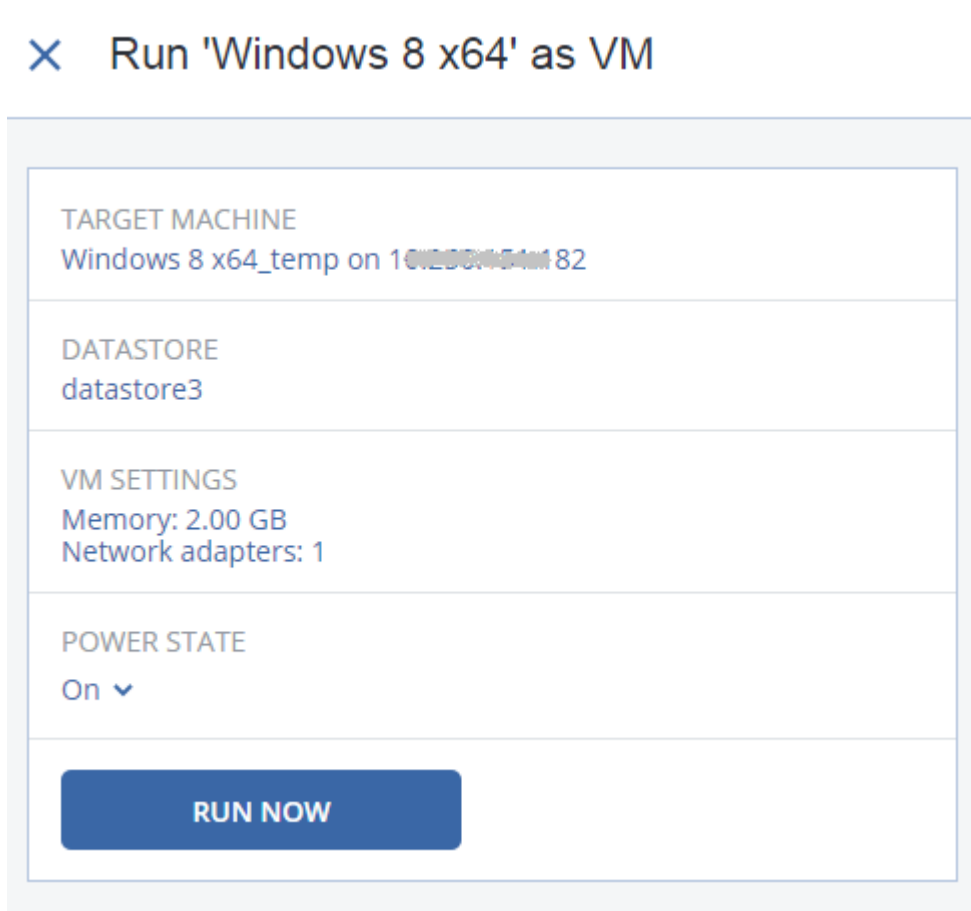 Run 'Windows 8 x64' as VM
TARGET MACHINE
Windows 8 x64_temp on
DATASTORE
datastore3
VM SETTINGS
Memory: 2.00 GB
Network adapters: 1
POWER STATE
On
RUN NOW